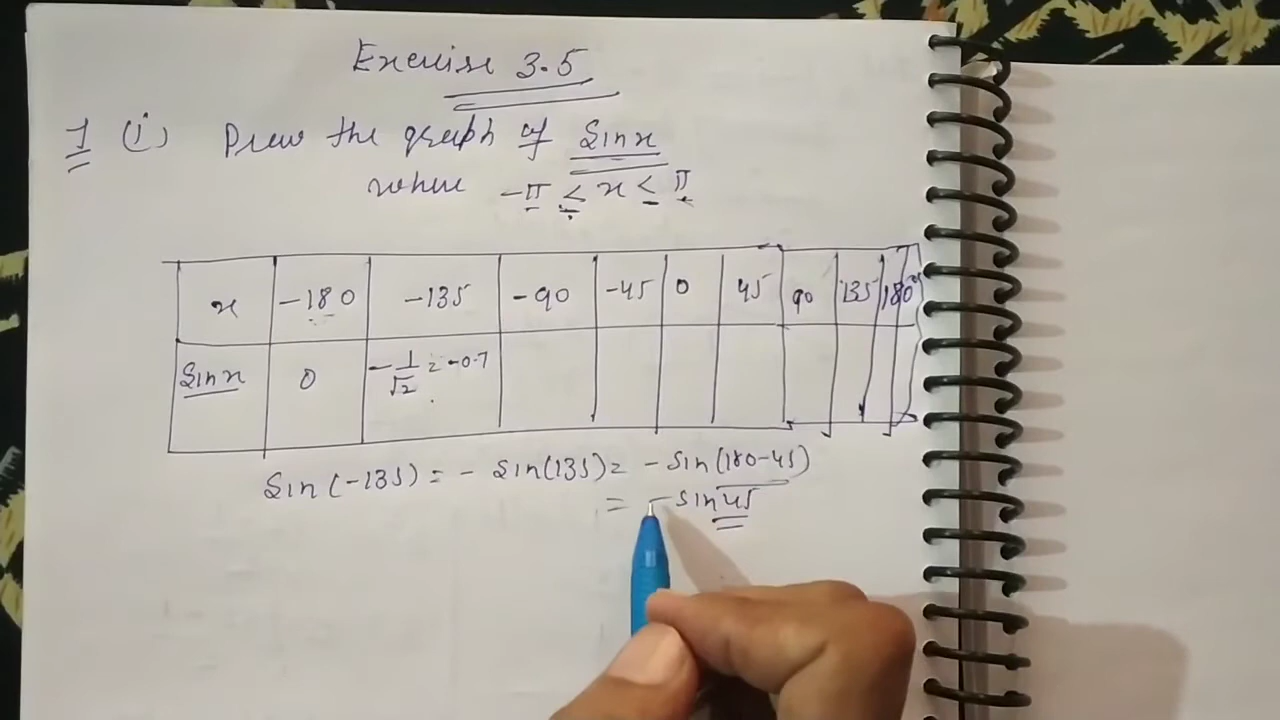 Exercise 3.5
1 (i) Draw the graph of Sinx
where -π ≤ x ≤ π
x -180 -135 -90 -45 0 45 90 135 180°
Sinx 0 -1/√2 = -0.7
Sin(-135) = - Sin(135) = - Sin(180-45)
= - Sin45